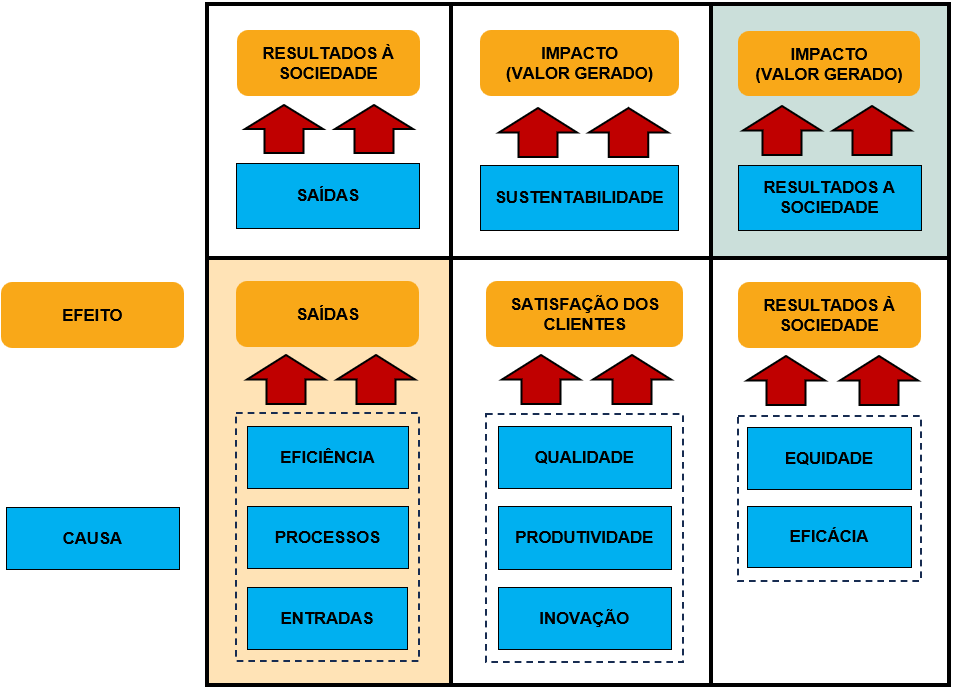 RESULTADOS À
SOCIEDADE
SAÍDAS
IMPACTO
(VALOR GERADO)
SUSTENTABILIDADE
IMPACTO
(VALOR GERADO)
RESULTADOS A
SOCIEDADE
EFEITO
CAUSA
SAÍDAS
EFICIÊNCIA
PROCESSOS
ENTRADAS
SATISFAÇÃO DOS
CLIENTES
QUALIDADE
PRODUTIVIDADE
INOVAÇÃO
RESULTADOS À
SOCIEDADE
EQUIDADE
EFICÁCIA